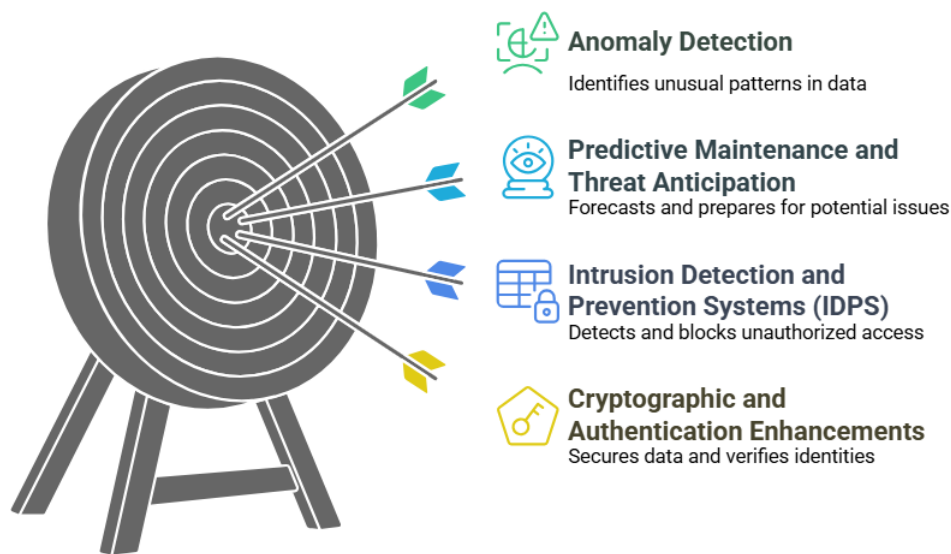 Anomaly Detection
Identifies unusual patterns in data
Predictive Maintenance and
Threat Anticipation
Forecasts and prepares for potential issues
Intrusion Detection and
Prevention Systems (IDPS)
Detects and blocks unauthorized access
Cryptographic and
Authentication Enhancements
Secures data and verifies identities